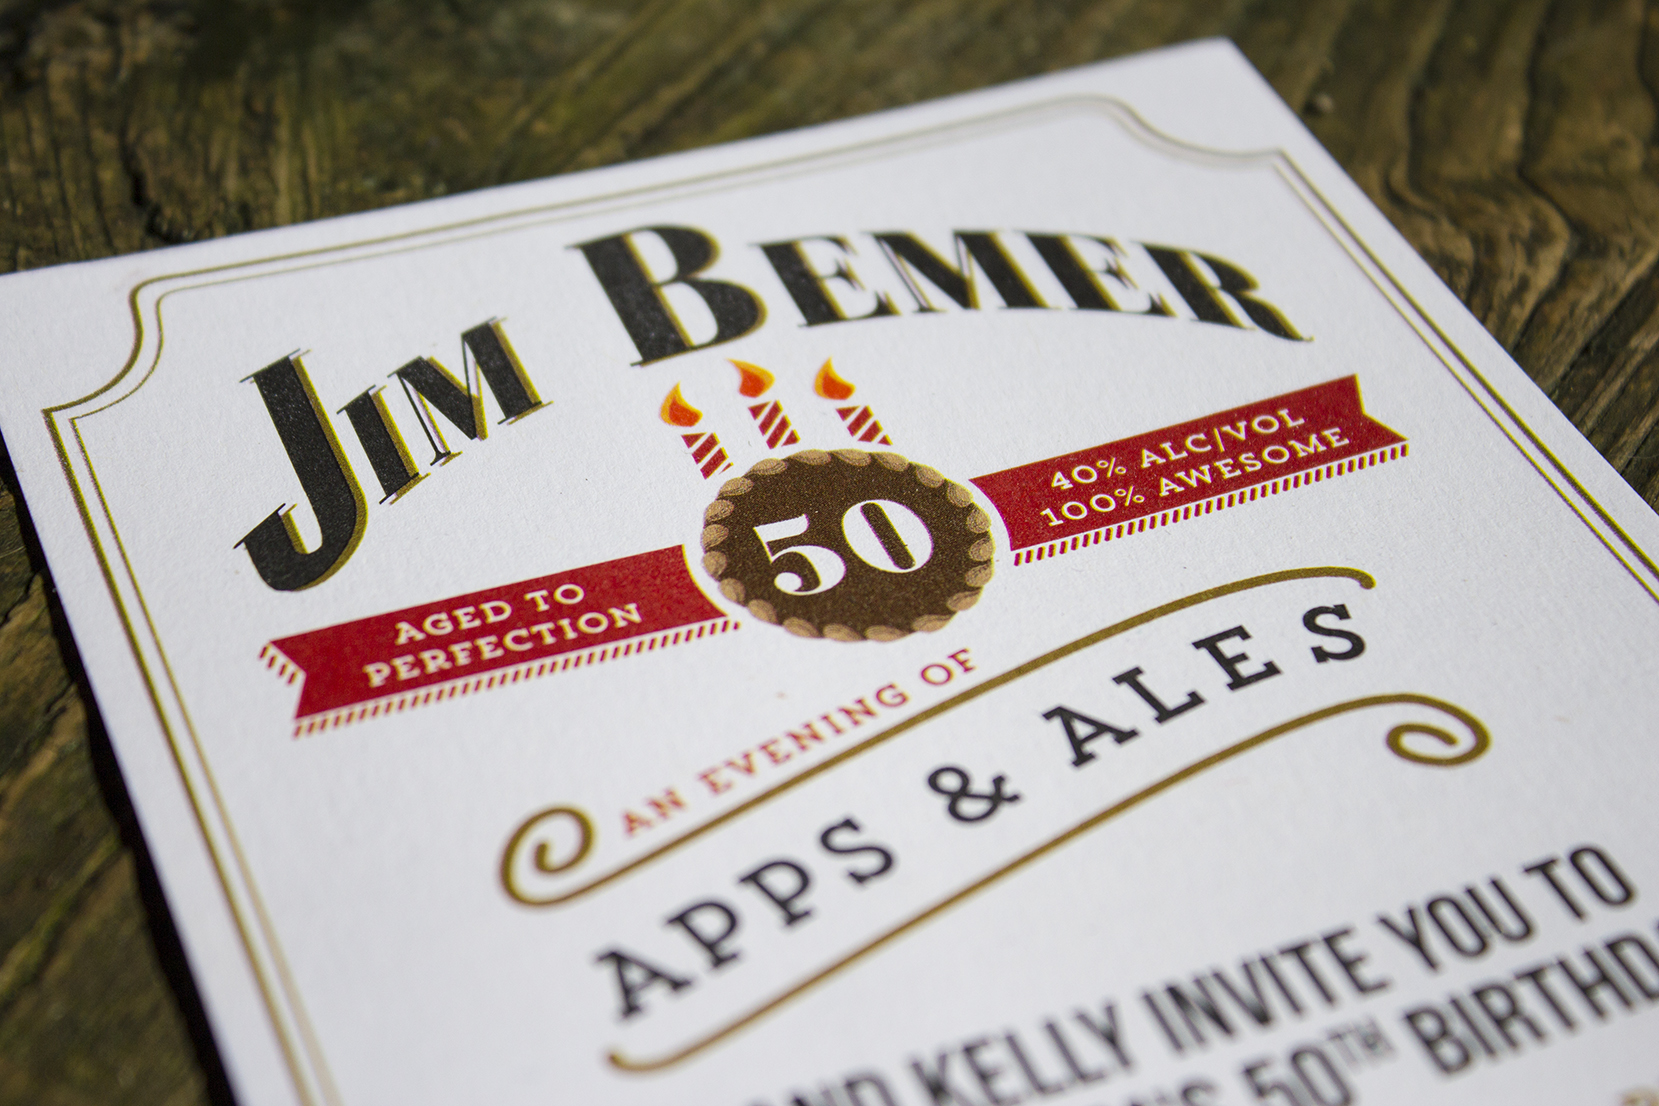 JIM BEMER
50
AGED TO
PERFECTION
40% ALC/VOL
100% AWESOME
AN EVENING OF
APPS & ALES
KELLY INVITE YOU TO
50TH